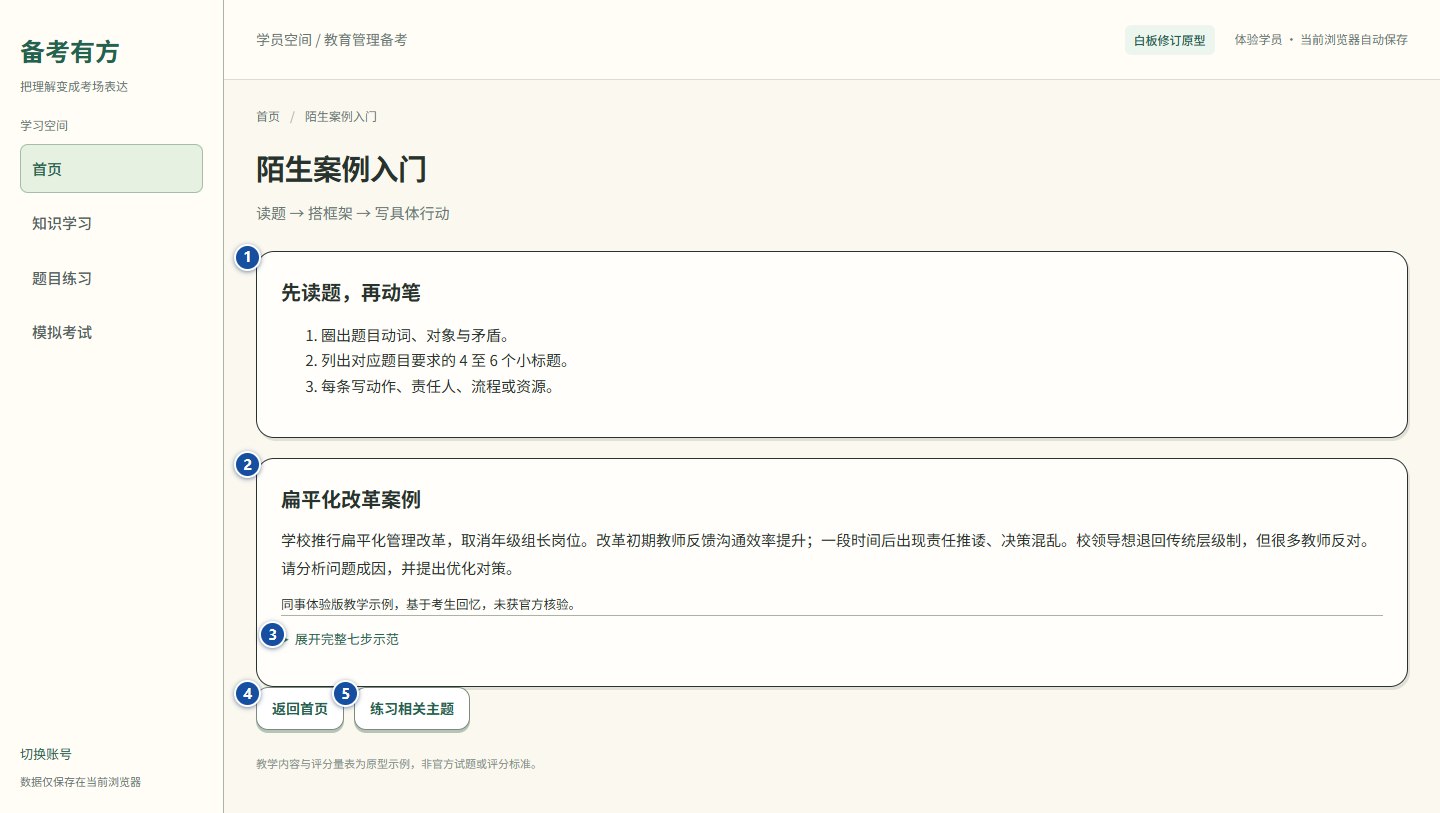 备考有方
把理解变成考场表达
学习空间
首页
知识学习
题目练习
模拟考试
切换账号
数据仅保存在当前浏览器
学员空间 / 教育管理备考
白板修订原型
体验学员 · 当前浏览器自动保存
首页 / 陌生案例入门
陌生案例入门
读题 → 搭框架 → 写具体行动
1
先读题，再动笔
1. 圈出题目动词、对象与矛盾。
2. 列出对应题目要求的 4 至 6 个小标题。
3. 每条写动作、责任人、流程或资源。
2
扁平化改革案例
学校推行扁平化管理改革，取消年级组长岗位。改革初期教师反馈沟通效率提升；一段时间后出现责任推诿、决策混乱。校领导想退回传统层级制，但很多教师反对。
请分析问题成因，并提出优化对策。
同事体验版教学示例，基于考生回忆，未获官方核验。
3 展开完整七步示范
4 返回首页 5 练习相关主题
教学内容与评分量表为原型示例，非官方试题或评分标准。